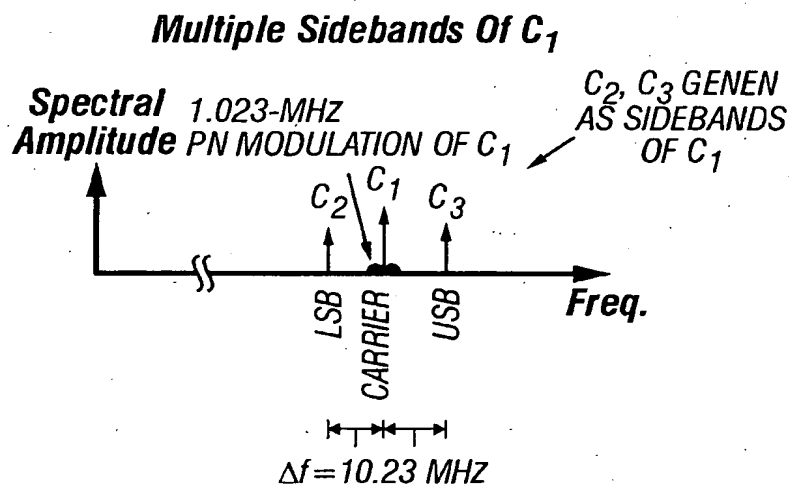 Multiple Sidebands Of C₁
Spectral
Amplitude
1.023-MHz
PN MODULATION OF C₁
C₂, C₃ GENEN
AS SIDEBANDS
OF C₁
C₂
C₁
C₃
LSB
CARRIER
USB
Freq.
Δf=10.23 MHZ